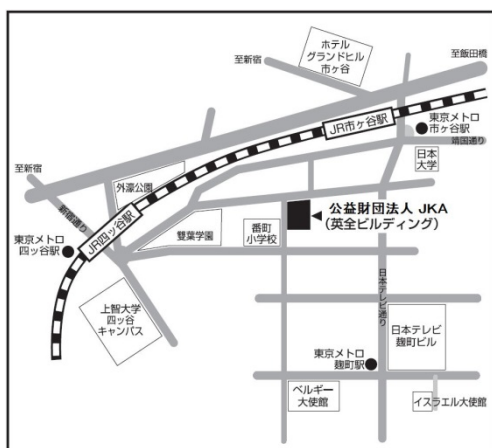 ホテル
グランドヒル
市ヶ谷
至新宿
至飯田橋
JR市ヶ谷駅
東京メトロ
市ヶ谷駅
靖国通り
日本
大学
至新宿
外濠公園
新宿通り
JR四ッ谷駅
東京メトロ
四ッ谷駅
雙葉学園
番町
小学校
公益財団法人 JKA
(英全ビルディング)
上智大学
四ッ谷
キャンパス
日本テレビ通り
日本テレビ
麹町ビル
東京メトロ
麹町駅
ベルギー
大使館
イスラエル大使館